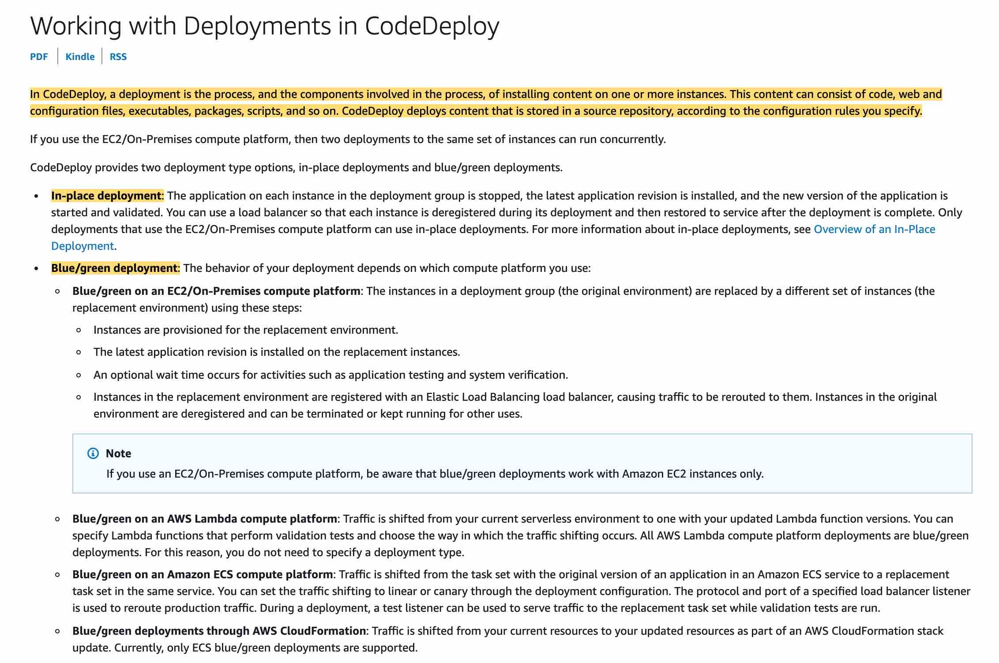 Working with Deployments in CodeDeploy
PDF | Kindle | RSS
In CodeDeploy, a deployment is the process, and the components involved in the process, of installing content on one or more instances. This content can consist of code, web and
configuration files, executables, packages, scripts, and so on. CodeDeploy deploys content that is stored in a source repository, according to the configuration rules you specify.
If you use the EC2/On-Premises compute platform, then two deployments to the same set of instances can run concurrently.
CodeDeploy provides two deployment type options, in-place deployments and blue/green deployments.
• In-place deployment: The application on each instance in the deployment group is stopped, the latest application revision is installed, and the new version of the application is
started and validated. You can use a load balancer so that each instance is deregistered during its deployment and then restored to service after the deployment is complete. Only
deployments that use the EC2/On-Premises compute platform can use in-place deployments. For more information about in-place deployments, see Overview of an In-Place
Deployment.
• Blue/green deployment: The behavior of your deployment depends on which compute platform you use:
◦ Blue/green on an EC2/On-Premises compute platform: The instances in a deployment group (the original environment) are replaced by a different set of instances (the
replacement environment) using these steps:
◦ Instances are provisioned for the replacement environment.
◦ The latest application revision is installed on the replacement instances.
◦ An optional wait time occurs for activities such as application testing and system verification.
◦ Instances in the replacement environment are registered with an Elastic Load Balancing load balancer, causing traffic to be rerouted to them. Instances in the original
environment are deregistered and can be terminated or kept running for other uses.
Note
If you use an EC2/On-Premises compute platform, be aware that blue/green deployments work with Amazon EC2 instances only.
◦ Blue/green on an AWS Lambda compute platform: Traffic is shifted from your current serverless environment to one with your updated Lambda function versions. You can
specify Lambda functions that perform validation tests and choose the way in which the traffic shifting occurs. All AWS Lambda compute platform deployments are blue/green
deployments. For this reason, you do not need to specify a deployment type.
◦ Blue/green on an Amazon ECS compute platform: Traffic is shifted from the task set with the original version of an application in an Amazon ECS service to a replacement
task set in the same service. You can set the traffic shifting to linear or canary through the deployment configuration. The protocol and port of a specified load balancer listener
is used to reroute production traffic. During a deployment, a test listener can be used to serve traffic to the replacement task set while validation tests are run.
◦ Blue/green deployments through AWS CloudFormation: Traffic is shifted from your current resources to your updated resources as part of an AWS CloudFormation stack
update. Currently, only ECS blue/green deployments are supported.